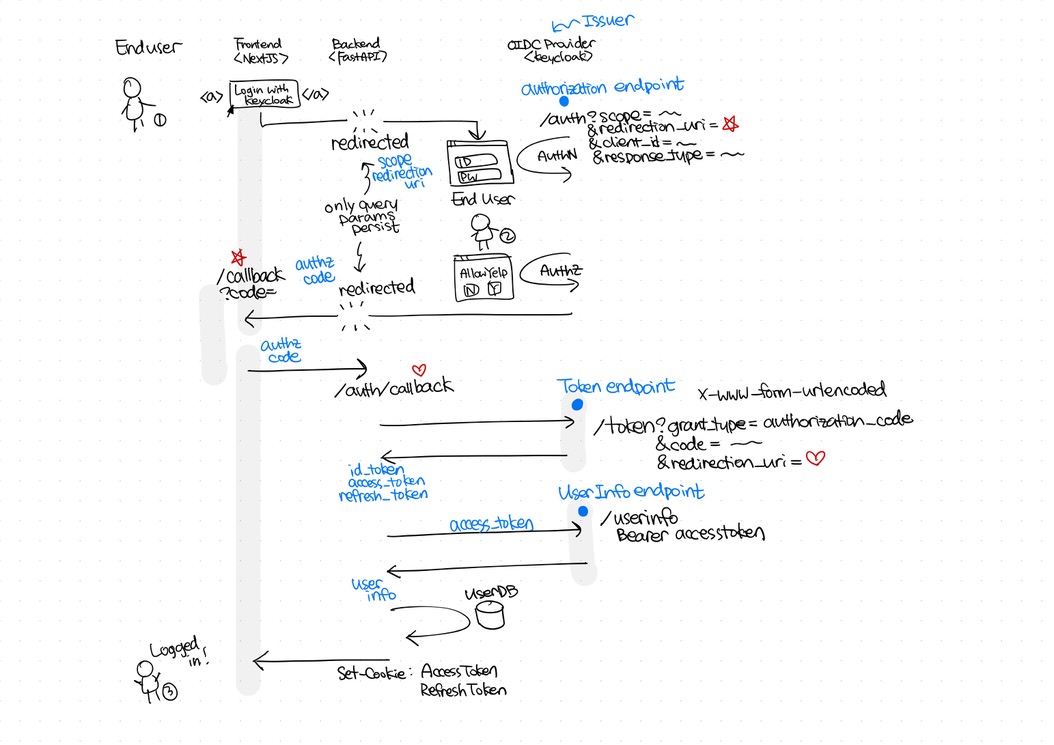 Issuer
End user
Frontend
<NextJS>
Backend
<FastAPI>
OIDC Provider
<keycloak>
<a>
Login with
keycloak
</a>
①
authorization endpoint
/auth?scope= ~~
&redirection_uri = ☆
&client_id = ~~
&response_type = ~~
redirected
scope
redirection
uri
ID
PW
AuthN
End User
only query
params
persist
②
/callback
?code=
authz
code
redirected
Allow Yelp
N Y
AuthZ
authz
code
/auth/callback
Token endpoint
x-www-form-urlencoded
/token?grant_type= authorization_code
&code = ~~
&redirection_uri = ♡
id_token
access_token
refresh_token
UserInfo endpoint
access_token
/userinfo
Bearer accesstoken
user
info
UserDB
Logged
in!
③
Set-Cookie: AccessToken
RefreshToken